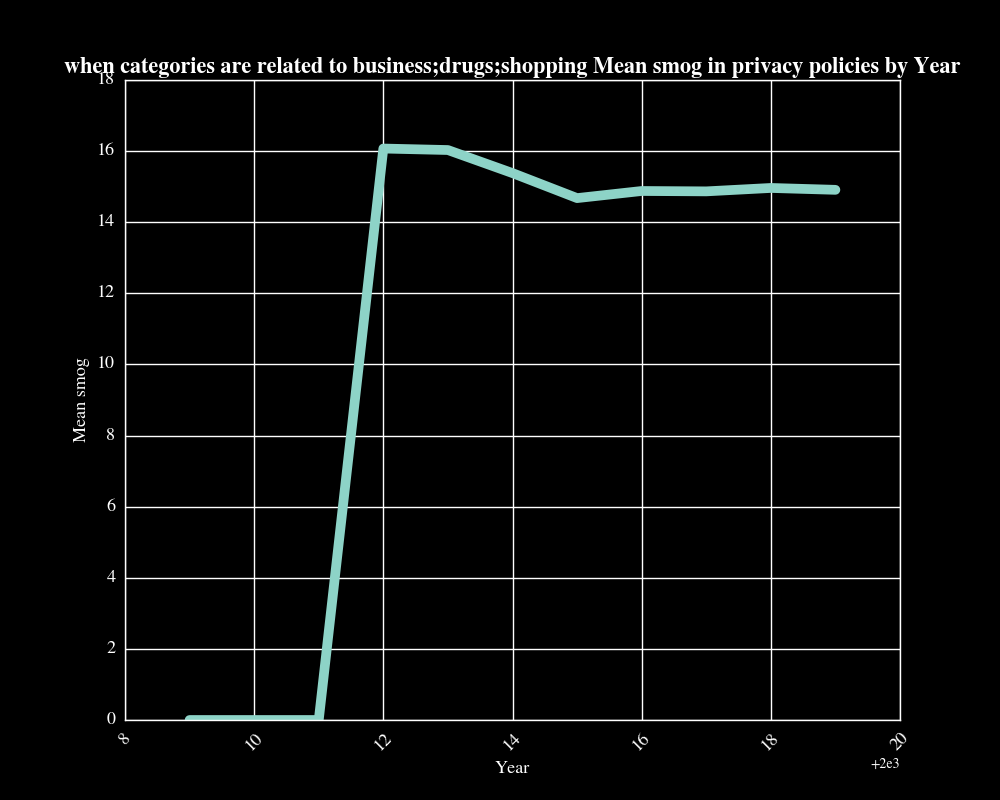 when categories are related to business;drugs;shopping Mean smog in privacy policies by Year
18
16
14
12
10
8
6
4
2
0
Mean smog
8 10 12 14 16 18 20
Year
+2e3